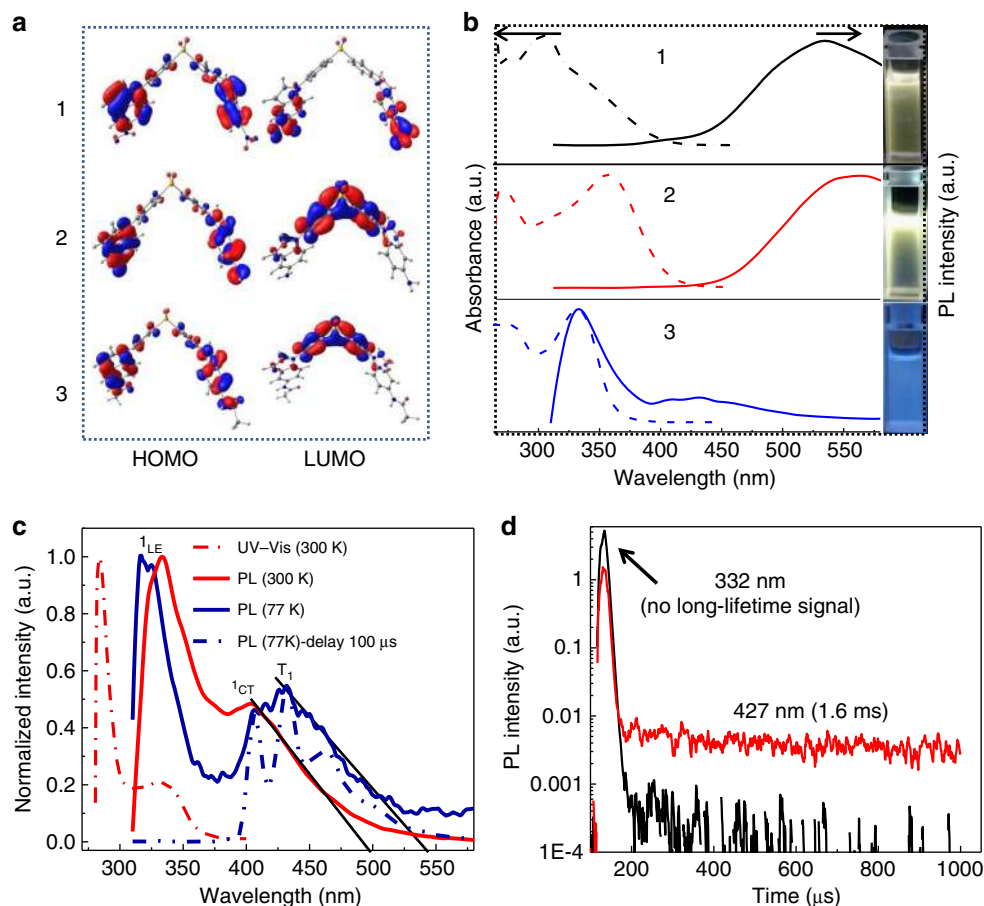 a
1
2
3
HOMO LUMO
b
1
2
3
Absorbance (a.u.)
PL intensity (a.u.)
300 350 400 450 500 550
Wavelength (nm)
c
1LE
UV–Vis (300 K)
PL (300 K)
PL (77 K)
PL (77K)-delay 100 μs
1CT
T1
Normalized intensity (a.u.)
1.0
0.8
0.6
0.4
0.2
0.0
300 350 400 450 500 550
Wavelength (nm)
d
332 nm
(no long-lifetime signal)
427 nm (1.6 ms)
PL intensity (a.u.)
1
0.1
0.01
0.001
1E-4
200 400 600 800 1000
Time (μs)